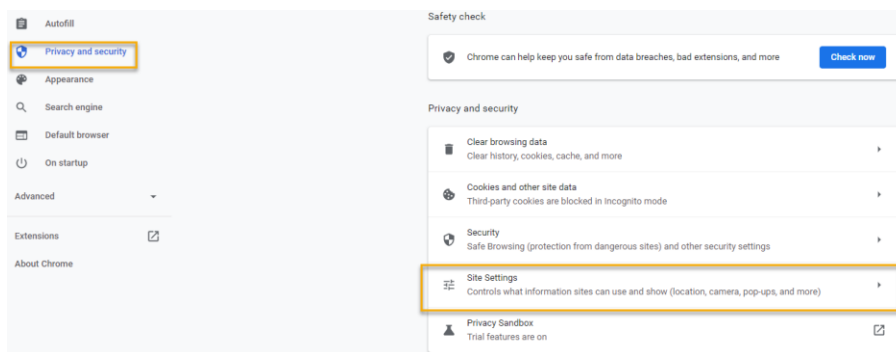 Autofill
Privacy and security
Appearance
Search engine
Default browser
On startup
Advanced
Extensions
About Chrome
Safety check
Chrome can help keep you safe from data breaches, bad extensions, and more
Check now
Privacy and security
Clear browsing data
Clear history, cookies, cache, and more
Cookies and other site data
Third-party cookies are blocked in Incognito mode
Security
Safe Browsing (protection from dangerous sites) and other security settings
Site Settings
Controls what information sites can use and show (location, camera, pop-ups, and more)
Privacy Sandbox
Trial features are on